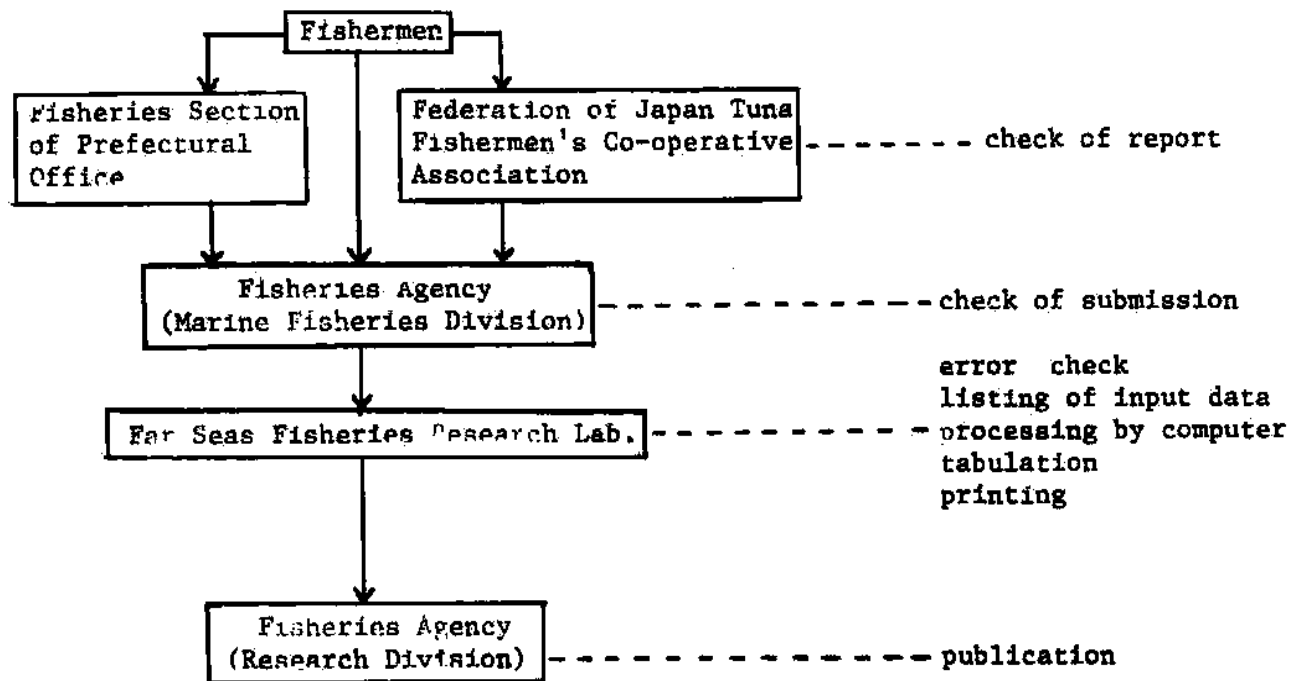 Fishermen
Fisheries Section
of Prefectural
Office
Federation of Japan Tuna
Fishermen's Co-operative
Association
check of report
Fisheries Agency
(Marine Fisheries Division)
check of submission
Far Seas Fisheries Research Lab.
error check
listing of input data
processing by computer
tabulation
printing
Fisheries Agency
(Research Division)
publication